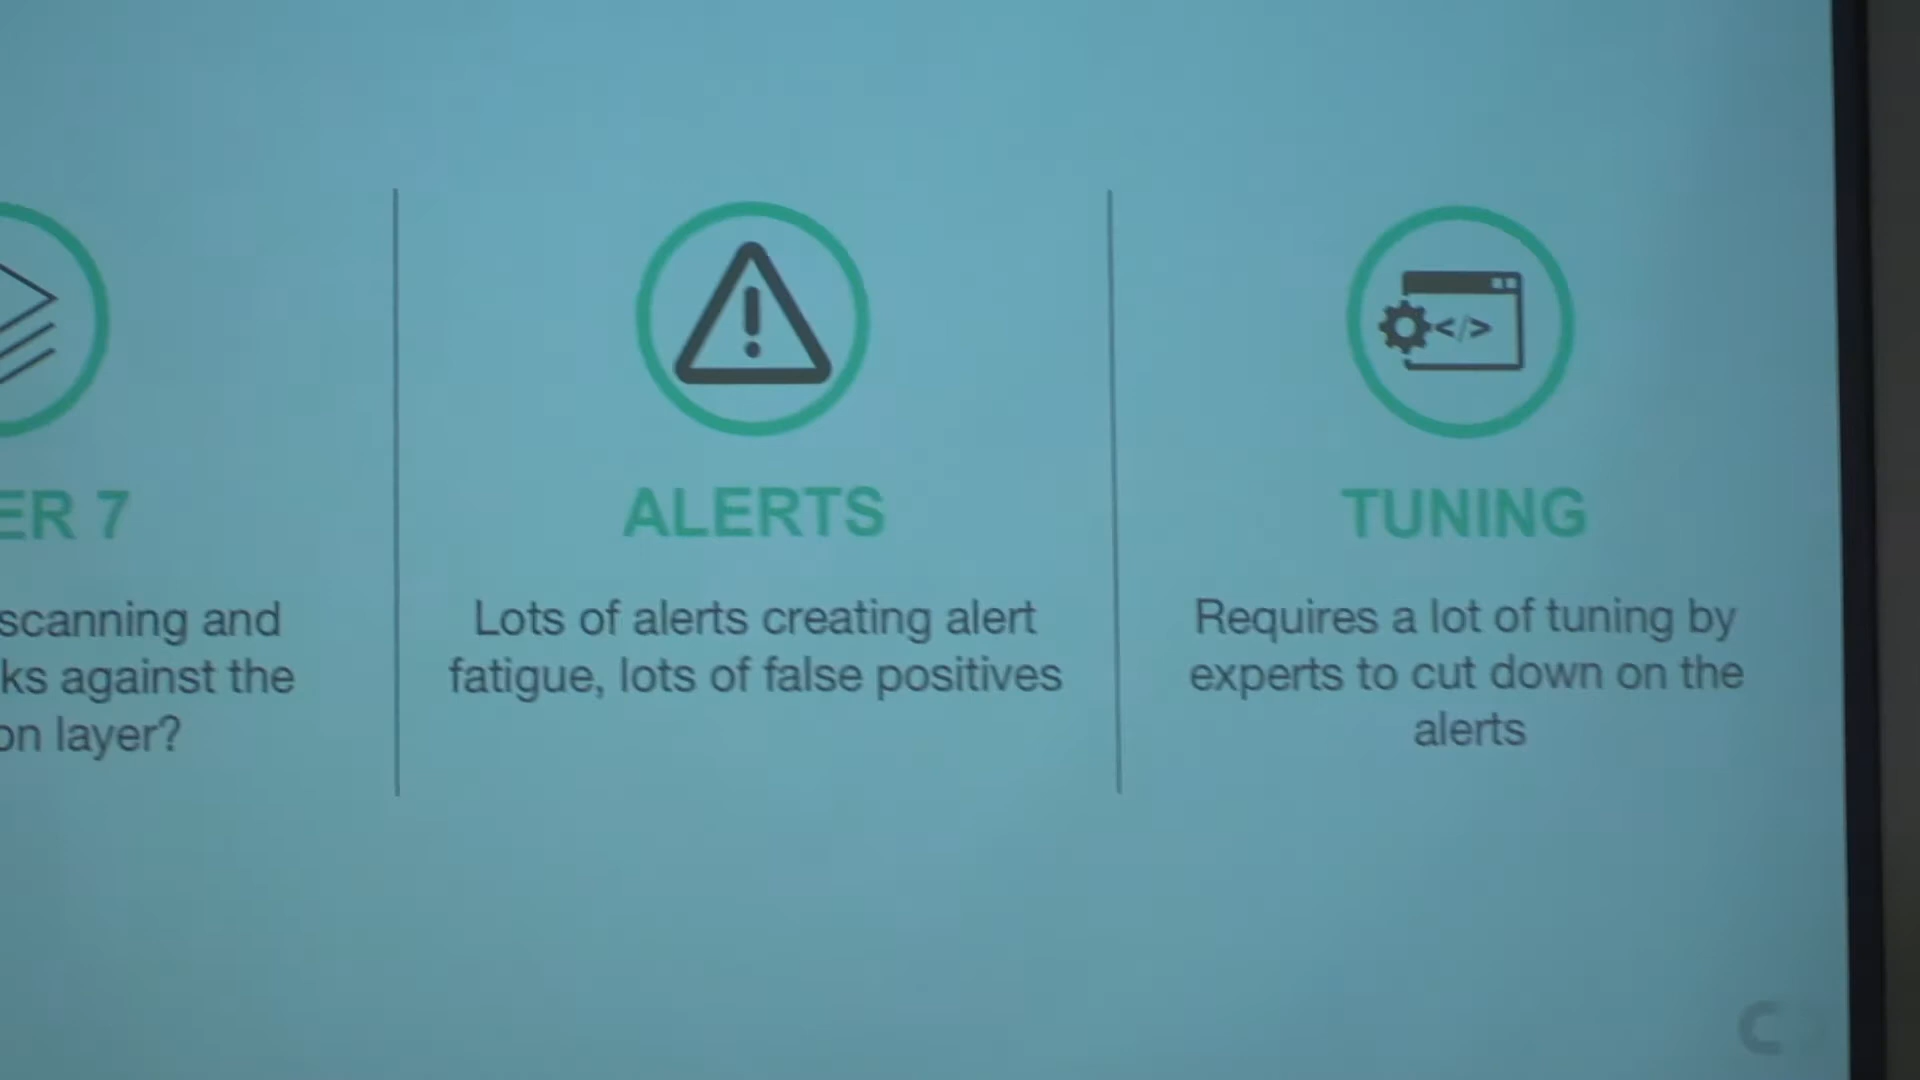 ER 7
scanning and
ks against the
on layer?
ALERTS
Lots of alerts creating alert
fatigue, lots of false positives
</>
TUNING
Requires a lot of tuning by
experts to cut down on the
alerts
C